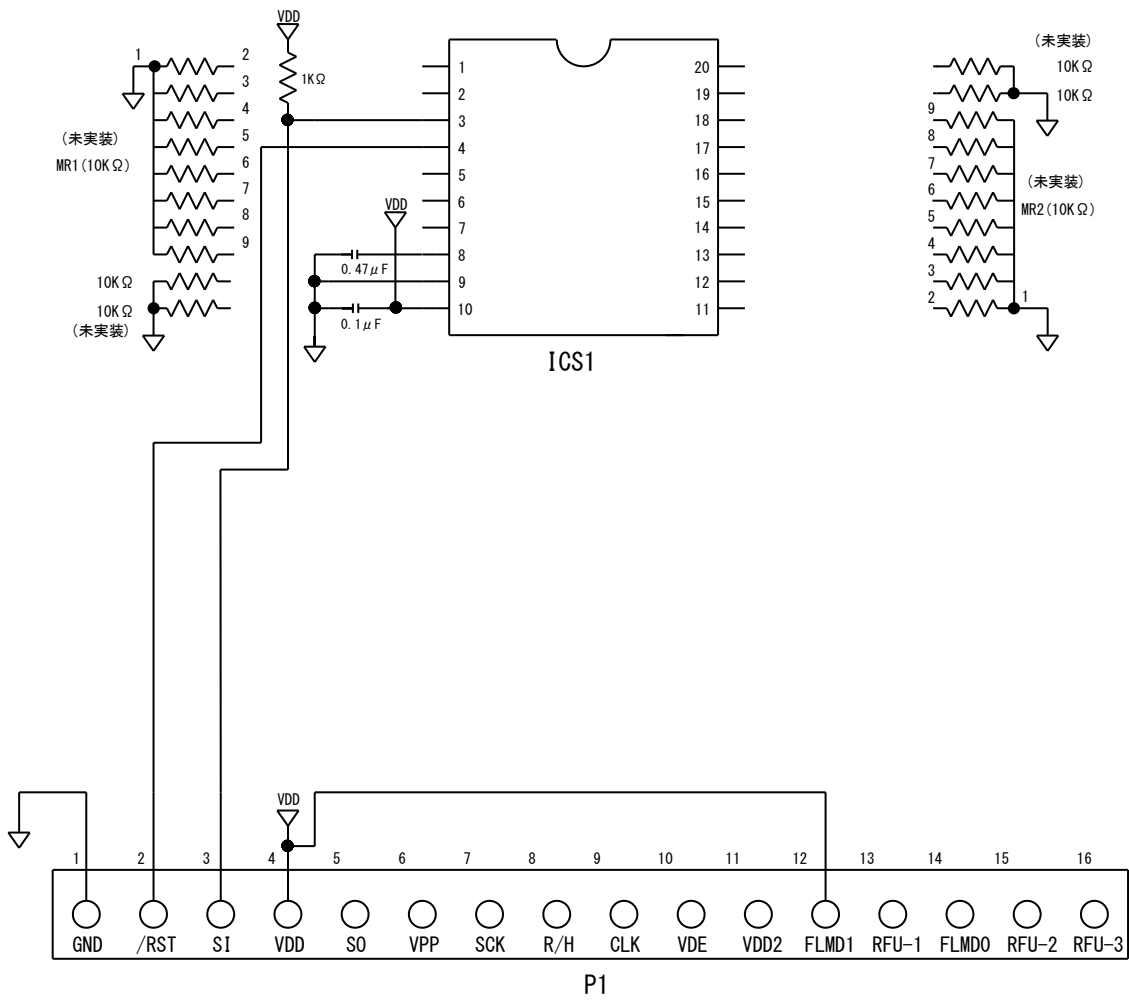 VDD
1 2
3
4
5
6
7
8
9
(未実装)
MR1(10KΩ)
10KΩ
10KΩ
(未実装)
1KΩ
VDD
0.47μF
0.1μF
1 20
2 19
3 18
4 17
5 16
6 15
7 14
8 13
9 12
10 11
ICS1
(未実装)
10KΩ
10KΩ
9
8
7
6
5
4
3
2 1
(未実装)
MR2(10KΩ)
VDD
1 2 3 4 5 6 7 8 9 10 11 12 13 14 15 16
GND /RST SI VDD SO VPP SCK R/H CLK VDE VDD2 FLMD1 RFU-1 FLMD0 RFU-2 RFU-3
P1